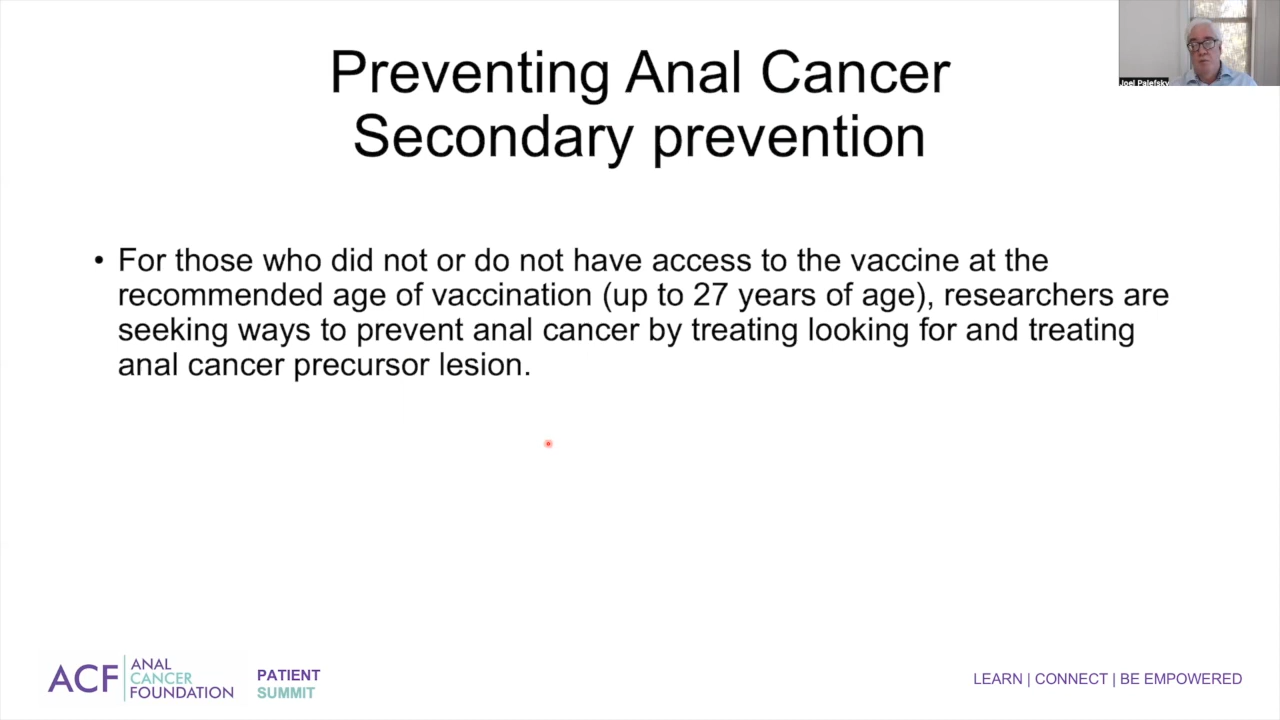 Preventing Anal Cancer
Secondary prevention
Joel Palefsky
• For those who did not or do not have access to the vaccine at the
recommended age of vaccination (up to 27 years of age), researchers are
seeking ways to prevent anal cancer by treating looking for and treating
anal cancer precursor lesion.
ACF
ANAL
CANCER
FOUNDATION
PATIENT
SUMMIT
LEARN | CONNECT | BE EMPOWERED